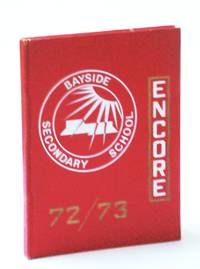 BAYSIDE
SECONDARY SCHOOL
ENCORE
72/73